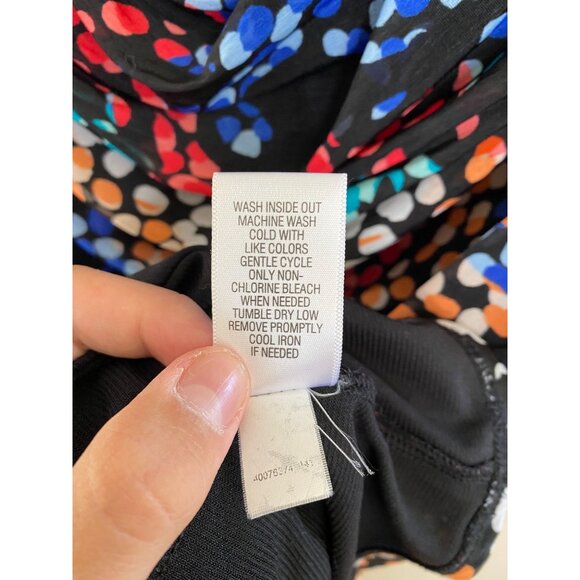 WASH INSIDE OUT
MACHINE WASH
COLD WITH
LIKE COLORS
GENTLE CYCLE
ONLY NON-
CHLORINE BLEACH
WHEN NEEDED
TUMBLE DRY LOW
REMOVE PROMPTLY
COOL IRON
IF NEEDED